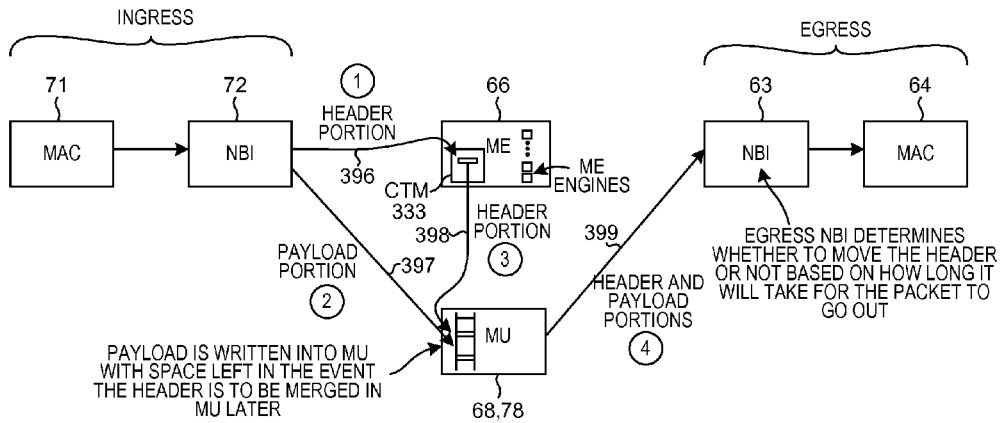 INGRESS
EGRESS
71
72
1
HEADER
PORTION
66
63
64
MAC
NBI
ME
NBI
MAC
396
CTM
333
ME
ENGINES
398
HEADER
PORTION
3
399
PAYLOAD
PORTION
2
397
EGRESS NBI DETERMINES
WHETHER TO MOVE THE HEADER
OR NOT BASED ON HOW LONG IT
WILL TAKE FOR THE PACKET TO
GO OUT
HEADER AND
PAYLOAD
PORTIONS
4
MU
PAYLOAD IS WRITTEN INTO MU
WITH SPACE LEFT IN THE EVENT
THE HEADER IS TO BE MERGED IN
MU LATER
68,78